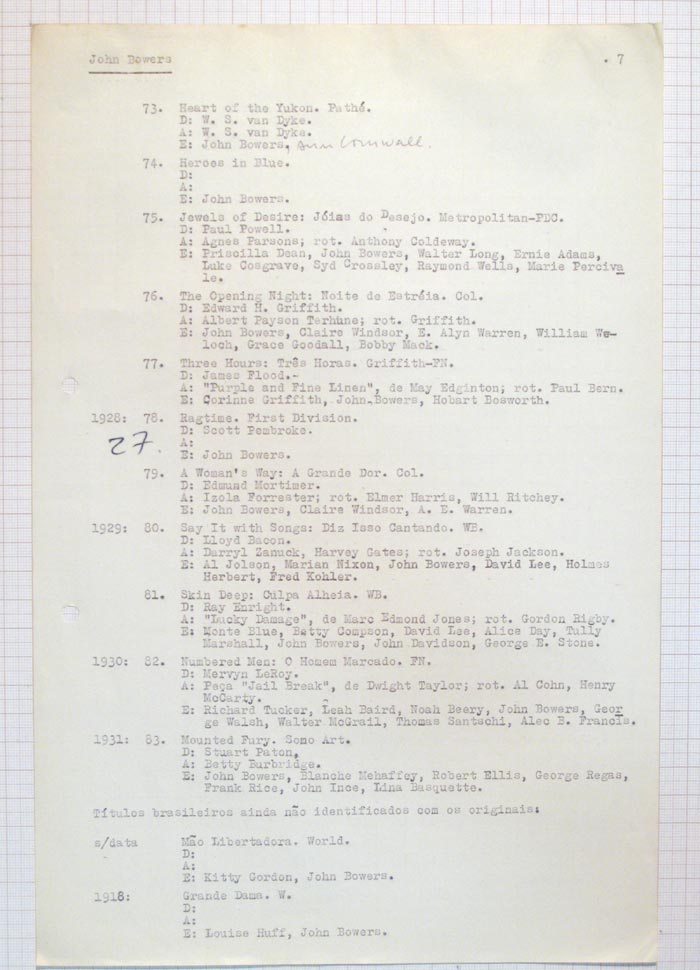 John Bowers . 7
73. Heart of the Yukon. Pathé.
D: W. S. van Dyke.
A: W. S. van Dyke.
E: John Bowers, Ann Cornwall.
74. Heroes in Blue.
D:
A:
E: John Bowers.
75. Jewels of Desire: Jóias do Desejo. Metropolitan-PDC.
D: Paul Powell.
A: Agnes Parsons; rot. Anthony Coldeway.
E: Priscilla Dean, John Bowers, Walter Long, Ernie Adams,
Luke Cosgrave, Syd Crossley, Raymond Wells, Marie Perciva
le.
76. The Opening Night: Noite de Estréia. Col.
D: Edward H. Griffith.
A: Albert Payson Terhune; rot. Griffith.
E: John Bowers, Claire Windsor, E. Alyn Warren, William We-
loch, Grace Goodall, Bobby Mack.
77. Three Hours: Três Horas. Griffith-FN.
D: James Flood.-
A: "Purple and Fine Linen", de May Edginton; rot. Paul Bern.
E: Corinne Griffith, John Bowers, Hobart Bosworth.
1928: 78. Ragtime. First Division.
27. D: Scott Pembroke.
A:
E: John Bowers.
79. A Woman's Way: A Grande Dor. Col.
D: Edmund Mortimer.
A: Izola Forrester; rot. Elmer Harris, Will Ritchey.
E: John Bowers, Claire Windsor, A. E. Warren.
1929: 80. Say It with Songs: Diz Isso Cantando. WB.
D: Lloyd Bacon.
A: Darryl Zanuck, Harvey Gates; rot. Joseph Jackson.
E: Al Jolson, Marian Nixon, John Bowers, David Lee, Holmes
Herbert, Fred Kohler.
81. Skin Deep: Culpa Alheia. WB.
D: Ray Enright.
A: "Lucky Damage", de Marc Edmond Jones; rot. Gordon Rigby.
E: Monte Blue, Betty Compson, David Lee, Alice Day, Tully
Marshall, John Bowers, John Davidson, George E. Stone.
1930: 82. Numbered Men: O Homem Marcado. FN.
D: Mervyn LeRoy.
A: Peça "Jail Break", de Dwight Taylor; rot. Al Cohn, Henry
McCarty.
E: Richard Tucker, Leah Baird, Noah Beery, John Bowers, Geor
ge Walsh, Walter McGrail, Thomas Santschi, Alec B. Francis.
1931: 83. Mounted Fury. Sono Art.
D: Stuart Paton.
A: Betty Burbridge.
E: John Bowers, Blanche Mehaffey, Robert Ellis, George Regas,
Frank Rice, John Ince, Lina Basquette.
Títulos brasileiros ainda não identificados com os originais:
s/data Mão Libertadora. World.
D:
A:
E: Kitty Gordon, John Bowers.
1918: Grande Dama. W.
D:
A:
E: Louise Huff, John Bowers.